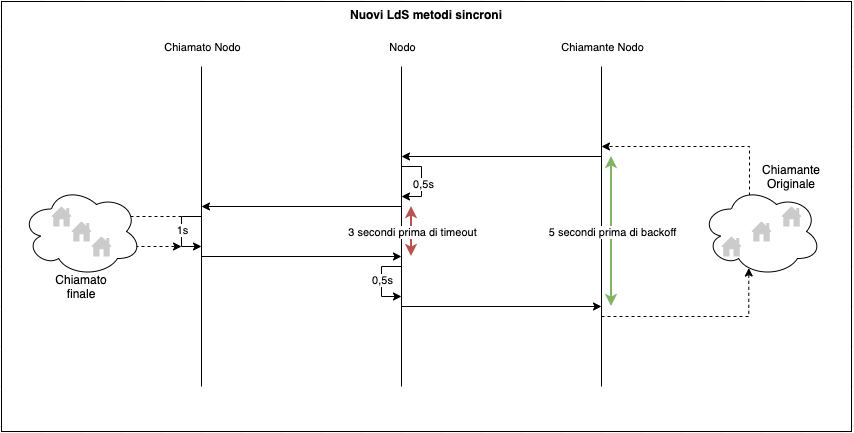 Nuovi LdS metodi sincroni
Chiamato Nodo
Nodo
Chiamante Nodo
Chiamante
Originale
0,5s
1s
3 secondi prima di timeout
5 secondi prima di backoff
Chiamato
finale
0,5s